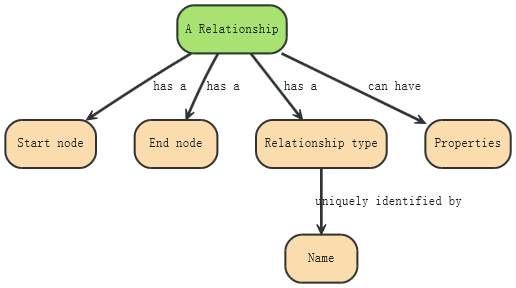 A Relationship
has a
has a
has a
can have
Start node
End node
Relationship type
Properties
uniquely identified by
Name